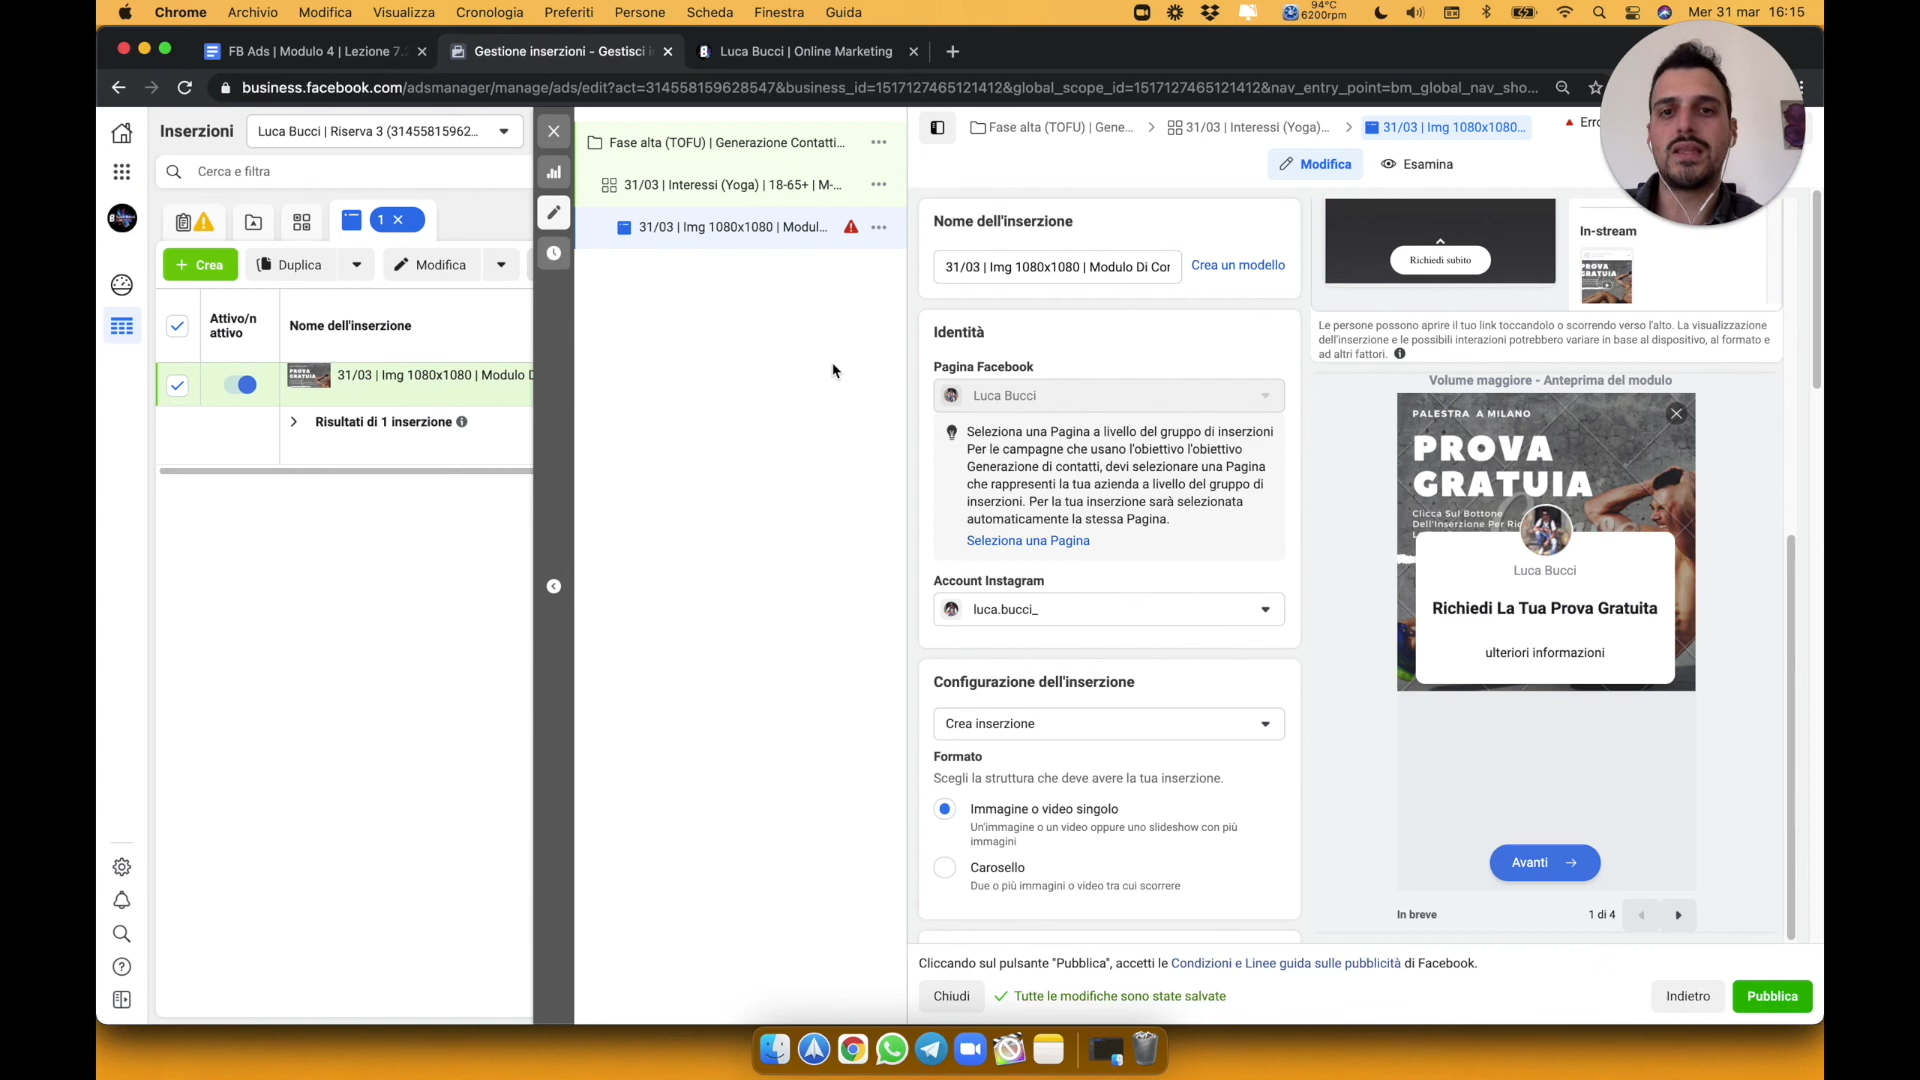 Chrome Archivio Modifica Visualizza Cronologia Preferiti Persone Scheda Finestra Guida
94°C
6200rpm
Mer 31 mar 16:15
FB Ads | Modulo 4 | Lezione 7.
Gestione inserzioni - Gestisci i
Luca Bucci | Online Marketing
business.facebook.com/adsmanager/manage/ads/edit?act=314558159628547&business_id=1517127465121412&global_scope_id=1517127465121412&nav_entry_point=bm_global_nav_sho...
Inserzioni
Luca Bucci | Riserva 3 (31455815962...
Cerca e filtra
1
Crea
Duplica
Modifica
Attivo/n
attivo
Nome dell'inserzione
31/03 | Img 1080x1080 | Modulo D
Risultati di 1 inserzione
Fase alta (TOFU) | Generazione Contatti...
31/03 | Interessi (Yoga) | 18-65+ | M-...
31/03 | Img 1080x1080 | Modul...
Fase alta (TOFU) | Gene...
31/03 | Interessi (Yoga)...
31/03 | Img 1080x1080...
Modifica
Esamina
Nome dell'inserzione
31/03 | Img 1080x1080 | Modulo Di Cor
Crea un modello
Identità
Pagina Facebook
Luca Bucci
Seleziona una Pagina a livello del gruppo di inserzioni
Per le campagne che usano l'obiettivo l'obiettivo
Generazione di contatti, devi selezionare una Pagina
che rappresenti la tua azienda a livello del gruppo di
inserzioni. Per la tua inserzione sarà selezionata
automaticamente la stessa Pagina.
Seleziona una Pagina
Account Instagram
luca.bucci_
Configurazione dell'inserzione
Crea inserzione
Formato
Scegli la struttura che deve avere la tua inserzione.
Immagine o video singolo
Un'immagine o un video oppure uno slideshow con più
immagini
Carosello
Due o più immagini o video tra cui scorrere
Richiedi subito
In-stream
PROVA
GRATUIA
Le persone possono aprire il tuo link toccando o scorrendo verso l'alto. La visualizzazione
dell'inserzione e le possibili interazioni potrebbero variare in base al dispositivo, al formato e
ad altri fattori.
Volume maggiore - Anteprima del modulo
PALESTRA A MILANO
PROVA
GRATUIA
Clicca Sul Bottone
Dell'Inserzione Per
Luca Bucci
Richiedi La Tua Prova Gratuita
ulteriori informazioni
Avanti
In breve
1 di 4
Cliccando sul pulsante "Pubblica", accetti le Condizioni e Linee guida sulle pubblicità di Facebook.
Chiudi
Tutte le modifiche sono state salvate
Indietro
Pubblica